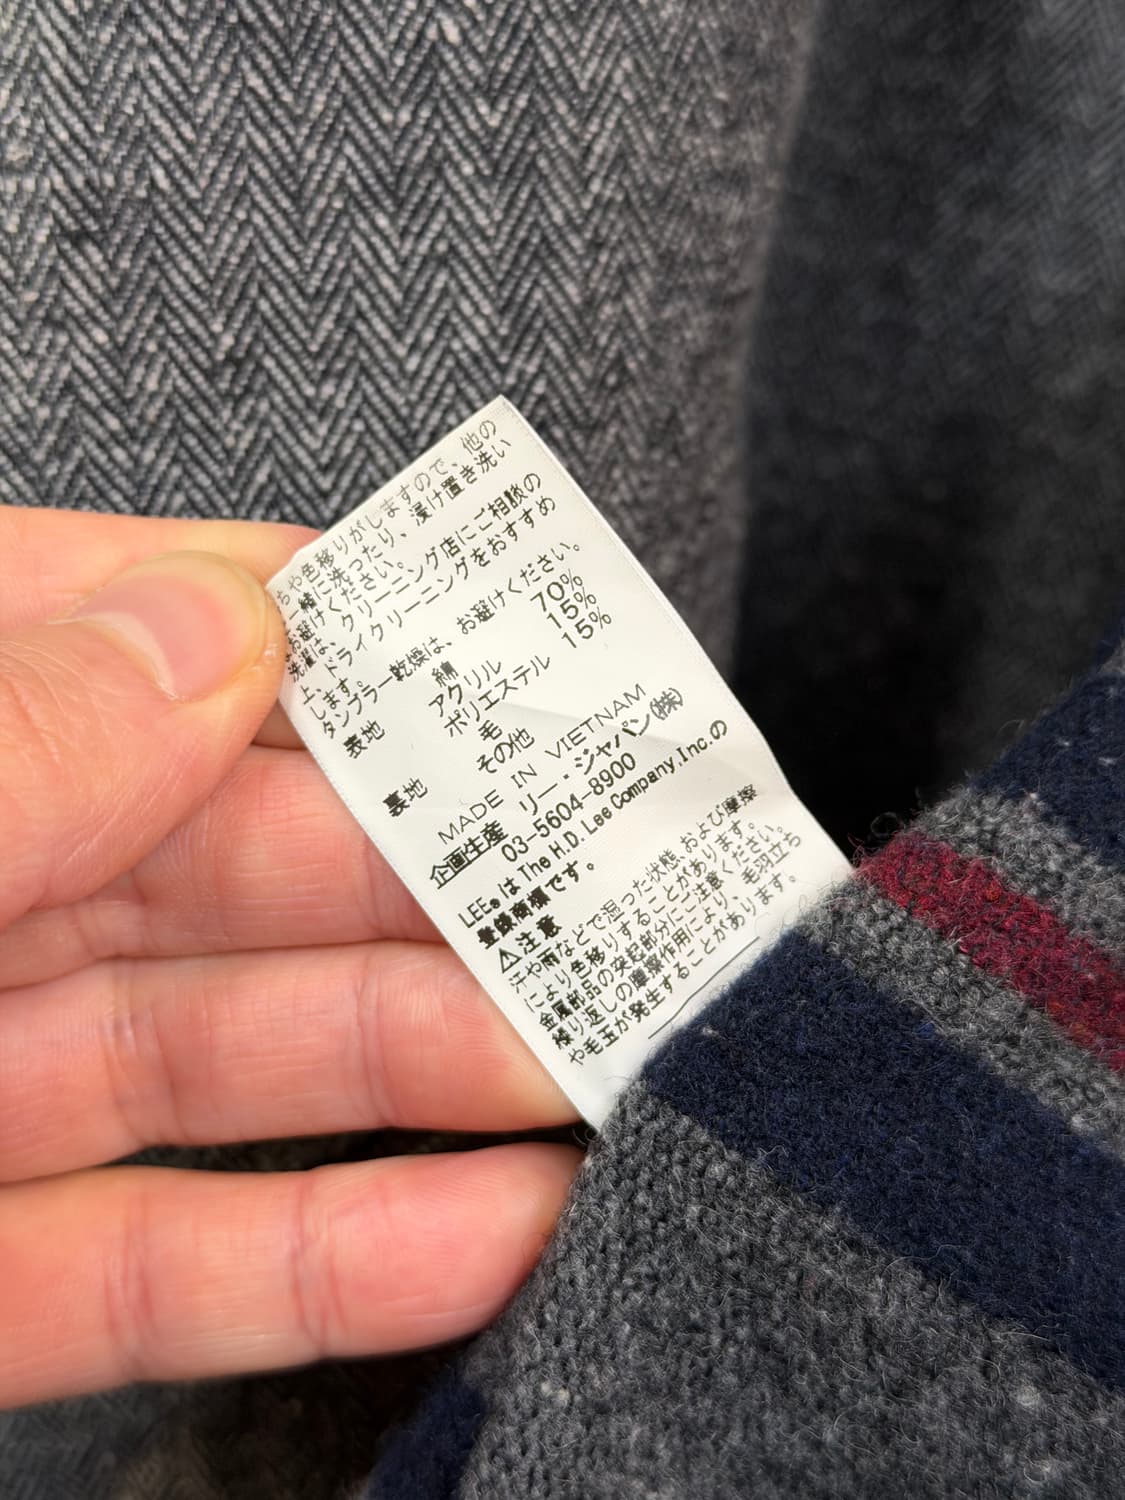 ちや色移りがしますので、他の
一緒に洗ったり、浸け置き洗い
お避けください。
洗濯は、クリーニング店にご相談の
上、ドライクリーニングをおすすめ
します。
タンブラー乾燥は、お避けください。
表地 綿 70%
アクリル 15%
ポリエステル 15%
裏地 毛
その他
MADE IN VIETNAM
企画生産 リー・ジャパン(株)
03-5604-8900
LEE®は The H.D. Lee Company, Inc.の
登録商標です。
⚠注意
汗や雨などで湿った状態、および摩擦
により色移りすることがあります。
金属部品の突起部分にご注意ください。
繰り返しの摩擦作用により、毛羽立ち
や毛玉が発生することがあります。